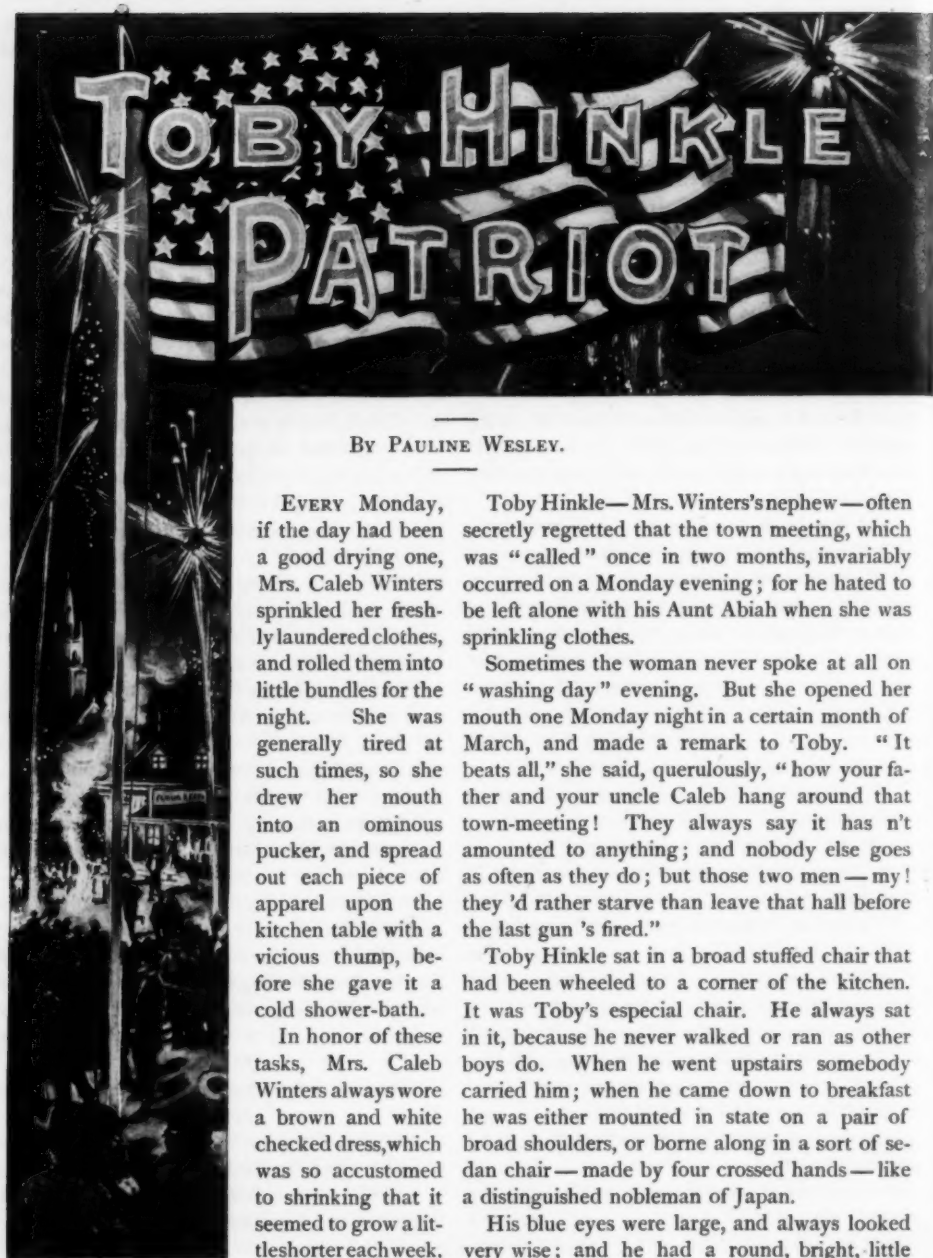 TOBY HINKLE
PATRIOT
BY PAULINE WESLEY.
EVERY Monday,
if the day had been
a good drying one,
Mrs. Caleb Winters
sprinkled her fresh-
ly laundered clothes,
and rolled them into
little bundles for the
night. She was
generally tired at
such times, so she
drew her mouth
into an ominous
pucker, and spread
out each piece of
apparel upon the
kitchen table with a
vicious thump, be-
fore she gave it a
cold shower-bath.
In honor of these
tasks, Mrs. Caleb
Winters always wore
a brown and white
checked dress, which
was so accustomed
to shrinking that it
seemed to grow a lit-
tle shorter each week.
Toby Hinkle—Mrs. Winters's nephew—often
secretly regretted that the town meeting, which
was "called" once in two months, invariably
occurred on a Monday evening; for he hated to
be left alone with his Aunt Abiah when she was
sprinkling clothes.
Sometimes the woman never spoke at all on
"washing day" evening. But she opened her
mouth one Monday night in a certain month of
March, and made a remark to Toby. "It
beats all," she said, querulously, "how your fa-
ther and your uncle Caleb hang around that
town-meeting! They always say it has n't
amounted to anything; and nobody else goes
as often as they do; but those two men—my!
they 'd rather starve than leave that hall before
the last gun 's fired."
Toby Hinkle sat in a broad stuffed chair that
had been wheeled to a corner of the kitchen.
It was Toby's especial chair. He always sat
in it, because he never walked or ran as other
boys do. When he went upstairs somebody
carried him; when he came down to breakfast
he was either mounted in state on a pair of
broad shoulders, or borne along in a sort of se-
dan chair—made by four crossed hands—like
a distinguished nobleman of Japan.
His blue eyes were large, and always looked
very wise; and he had a round, bright, little